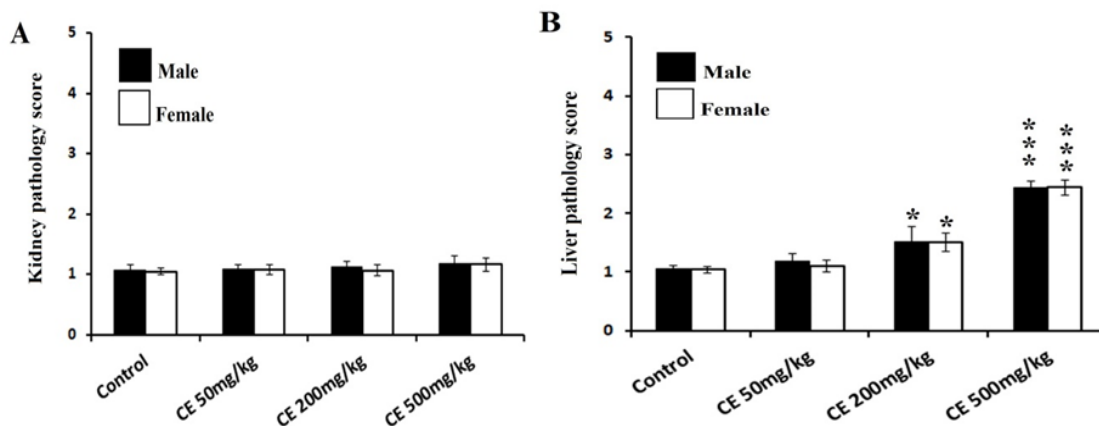 A
Kidney pathology score
5
4
3
2
1
0
Male
Female
Control
CE 50mg/kg
CE 200mg/kg
CE 500mg/kg
B
Liver pathology score
5
4
3
2
1
0
Male
Female
*
*
***
***
Control
CE 50mg/kg
CE 200mg/kg
CE 500mg/kg